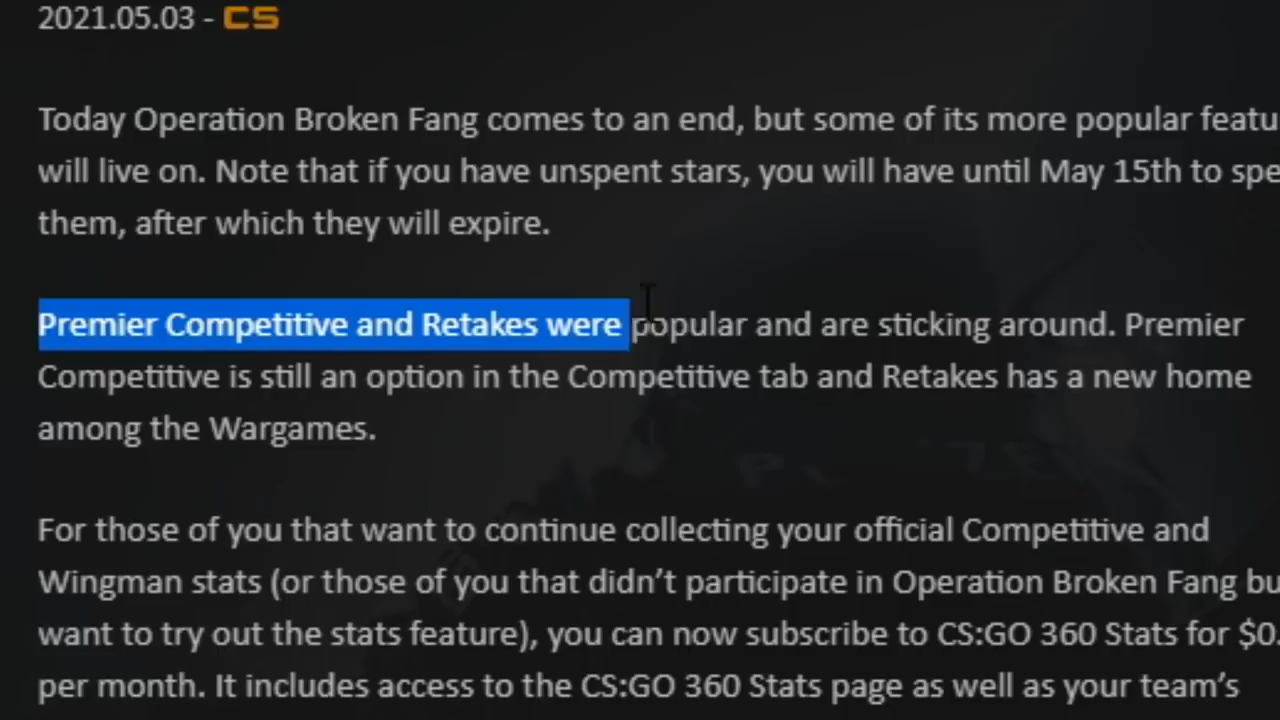 2021.05.03 - CS
Today Operation Broken Fang comes to an end, but some of its more popular featu
will live on. Note that if you have unspent stars, you will have until May 15th to spe
them, after which they will expire.
Premier Competitive and Retakes were popular and are sticking around. Premier
Competitive is still an option in the Competitive tab and Retakes has a new home
among the Wargames.
For those of you that want to continue collecting your official Competitive and
Wingman stats (or those of you that didn’t participate in Operation Broken Fang bu
want to try out the stats feature), you can now subscribe to CS:GO 360 Stats for $0.
per month. It includes access to the CS:GO 360 Stats page as well as your team’s